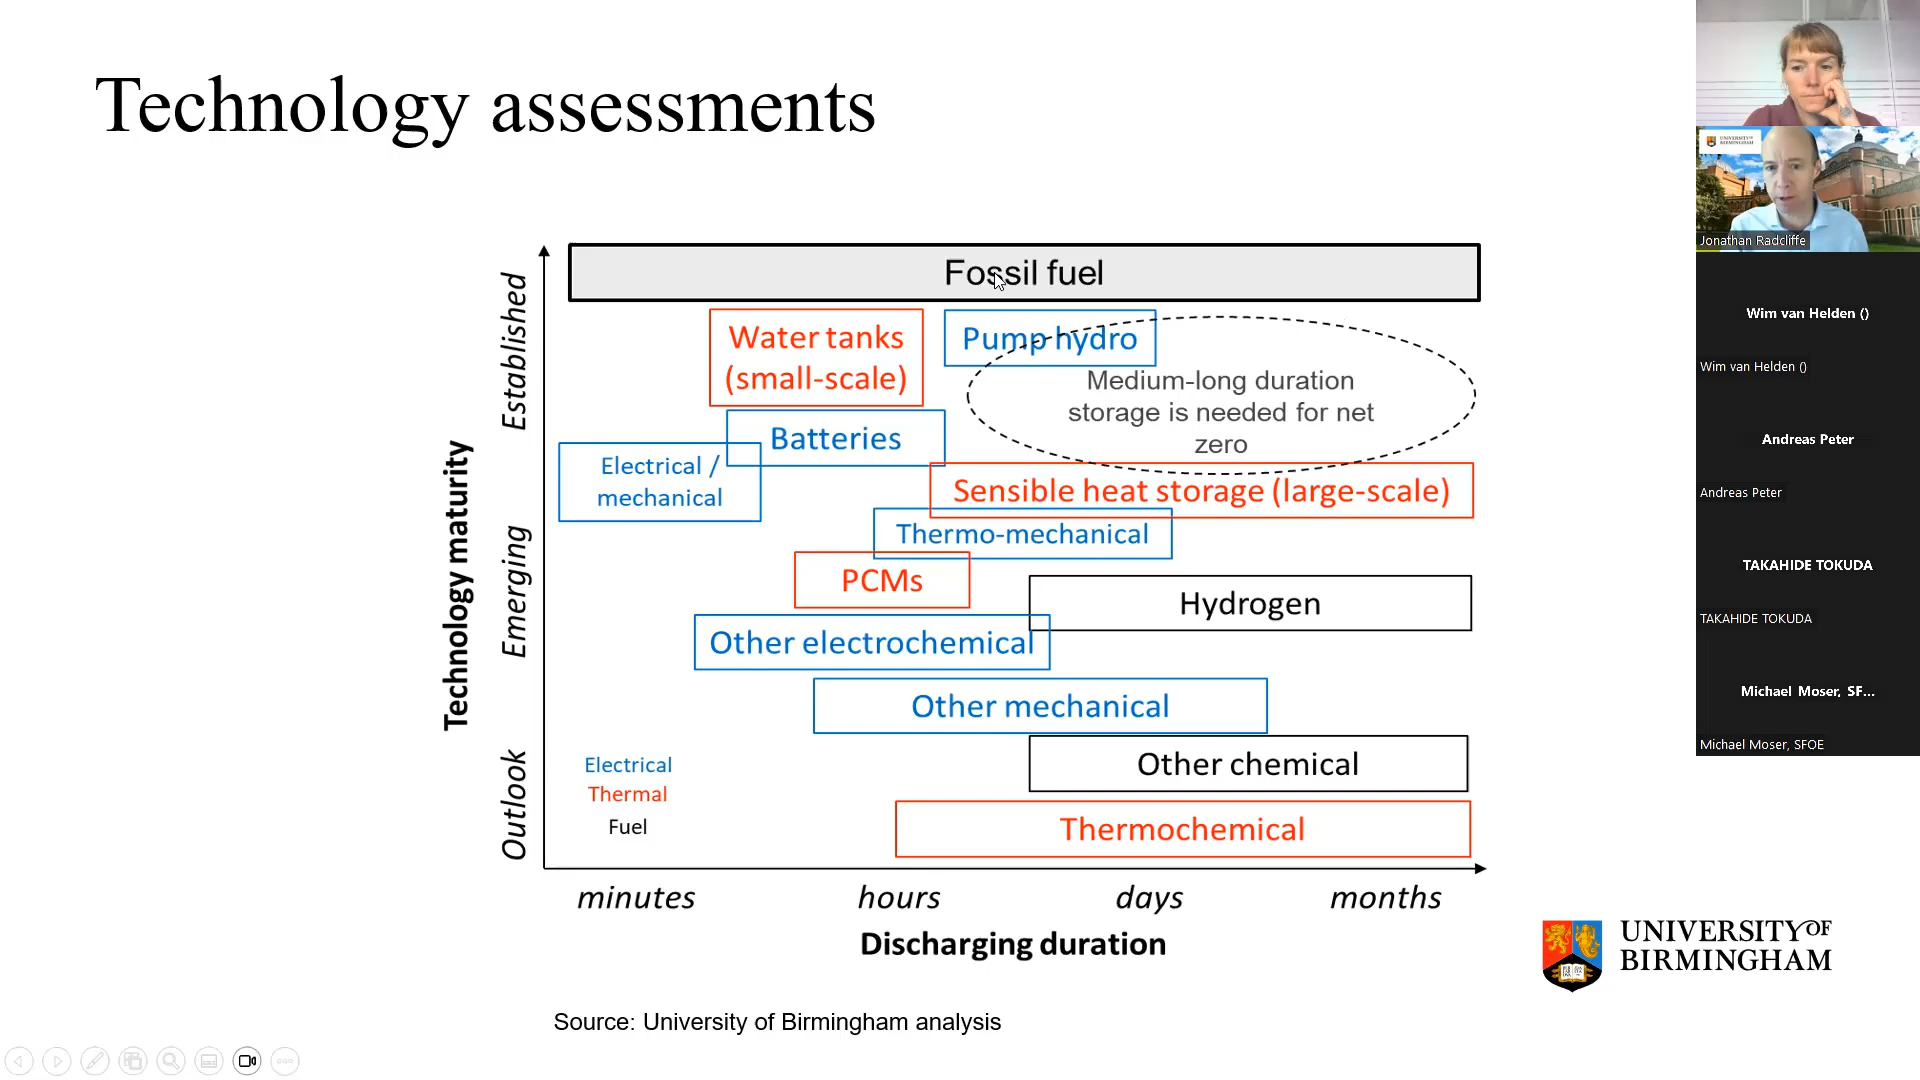 Technology assessments
Fossil fuel
Water tanks
(small-scale)
Pump hydro
Medium-long duration
storage is needed for net
zero
Batteries
Electrical /
mechanical
Sensible heat storage (large-scale)
Thermo-mechanical
PCMs
Hydrogen
Other electrochemical
Other mechanical
Other chemical
Thermochemical
Electrical
Thermal
Fuel
Technology maturity
Established
Emerging
Outlook
minutes
hours
days
months
Discharging duration
Source: University of Birmingham analysis
UNIVERSITY OF
BIRMINGHAM
UNIVERSITY OF
BIRMINGHAM
Jonathan Radcliffe
Wim van Helden ()
Wim van Helden ()
Andreas Peter
Andreas Peter
TAKAHIDE TOKUDA
TAKAHIDE TOKUDA
Michael Moser, SF...
Michael Moser, SFOE